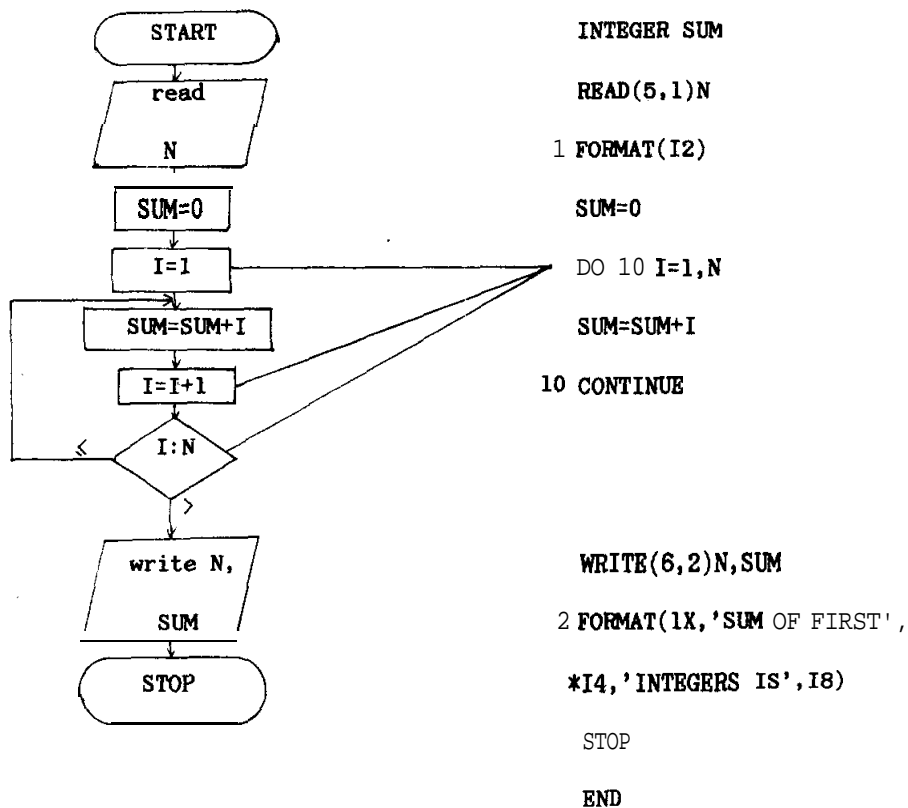 START
read
N
SUM=0
I=1
SUM=SUM+I
I=I+1
I:N
≤
>
write N,
SUM
STOP
INTEGER SUM
READ(5,1)N
1 FORMAT(I2)
SUM=0
DO 10 I=1,N
SUM=SUM+I
10 CONTINUE
WRITE(6,2)N,SUM
2 FORMAT(1X,'SUM OF FIRST',
*I4,'INTEGERS IS',I8)
STOP
END